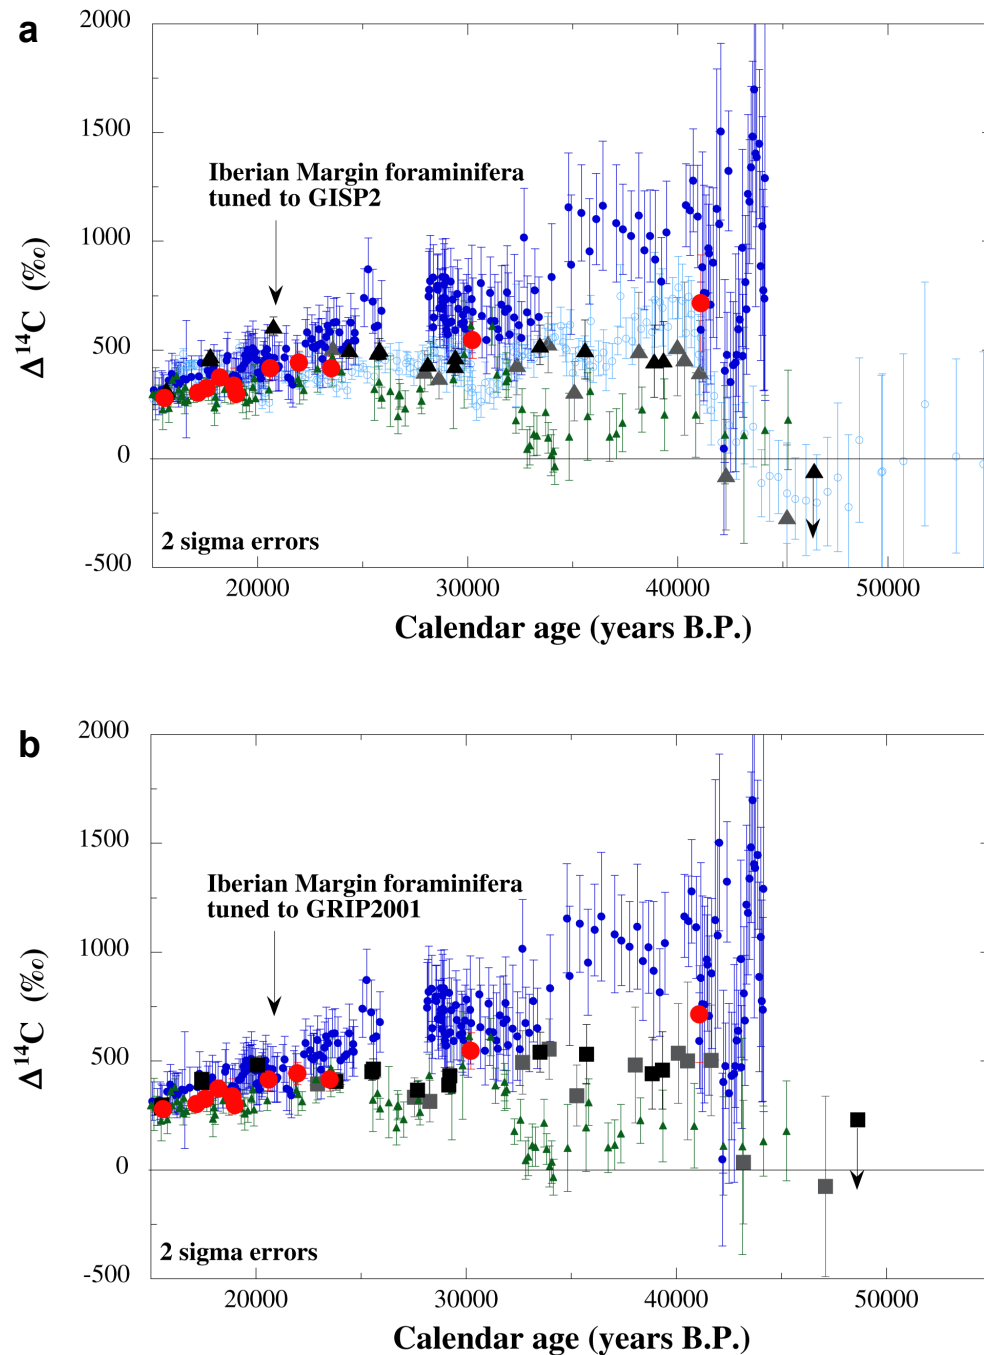 a
2000
1500
1000
500
0
-500
Δ ¹⁴C (‰)
Iberian Margin foraminifera
tuned to GISP2
2 sigma errors
20000 30000 40000 50000
Calendar age (years B.P.)
b
2000
1500
1000
500
0
-500
Δ ¹⁴C (‰)
Iberian Margin foraminifera
tuned to GRIP2001
2 sigma errors
20000 30000 40000 50000
Calendar age (years B.P.)